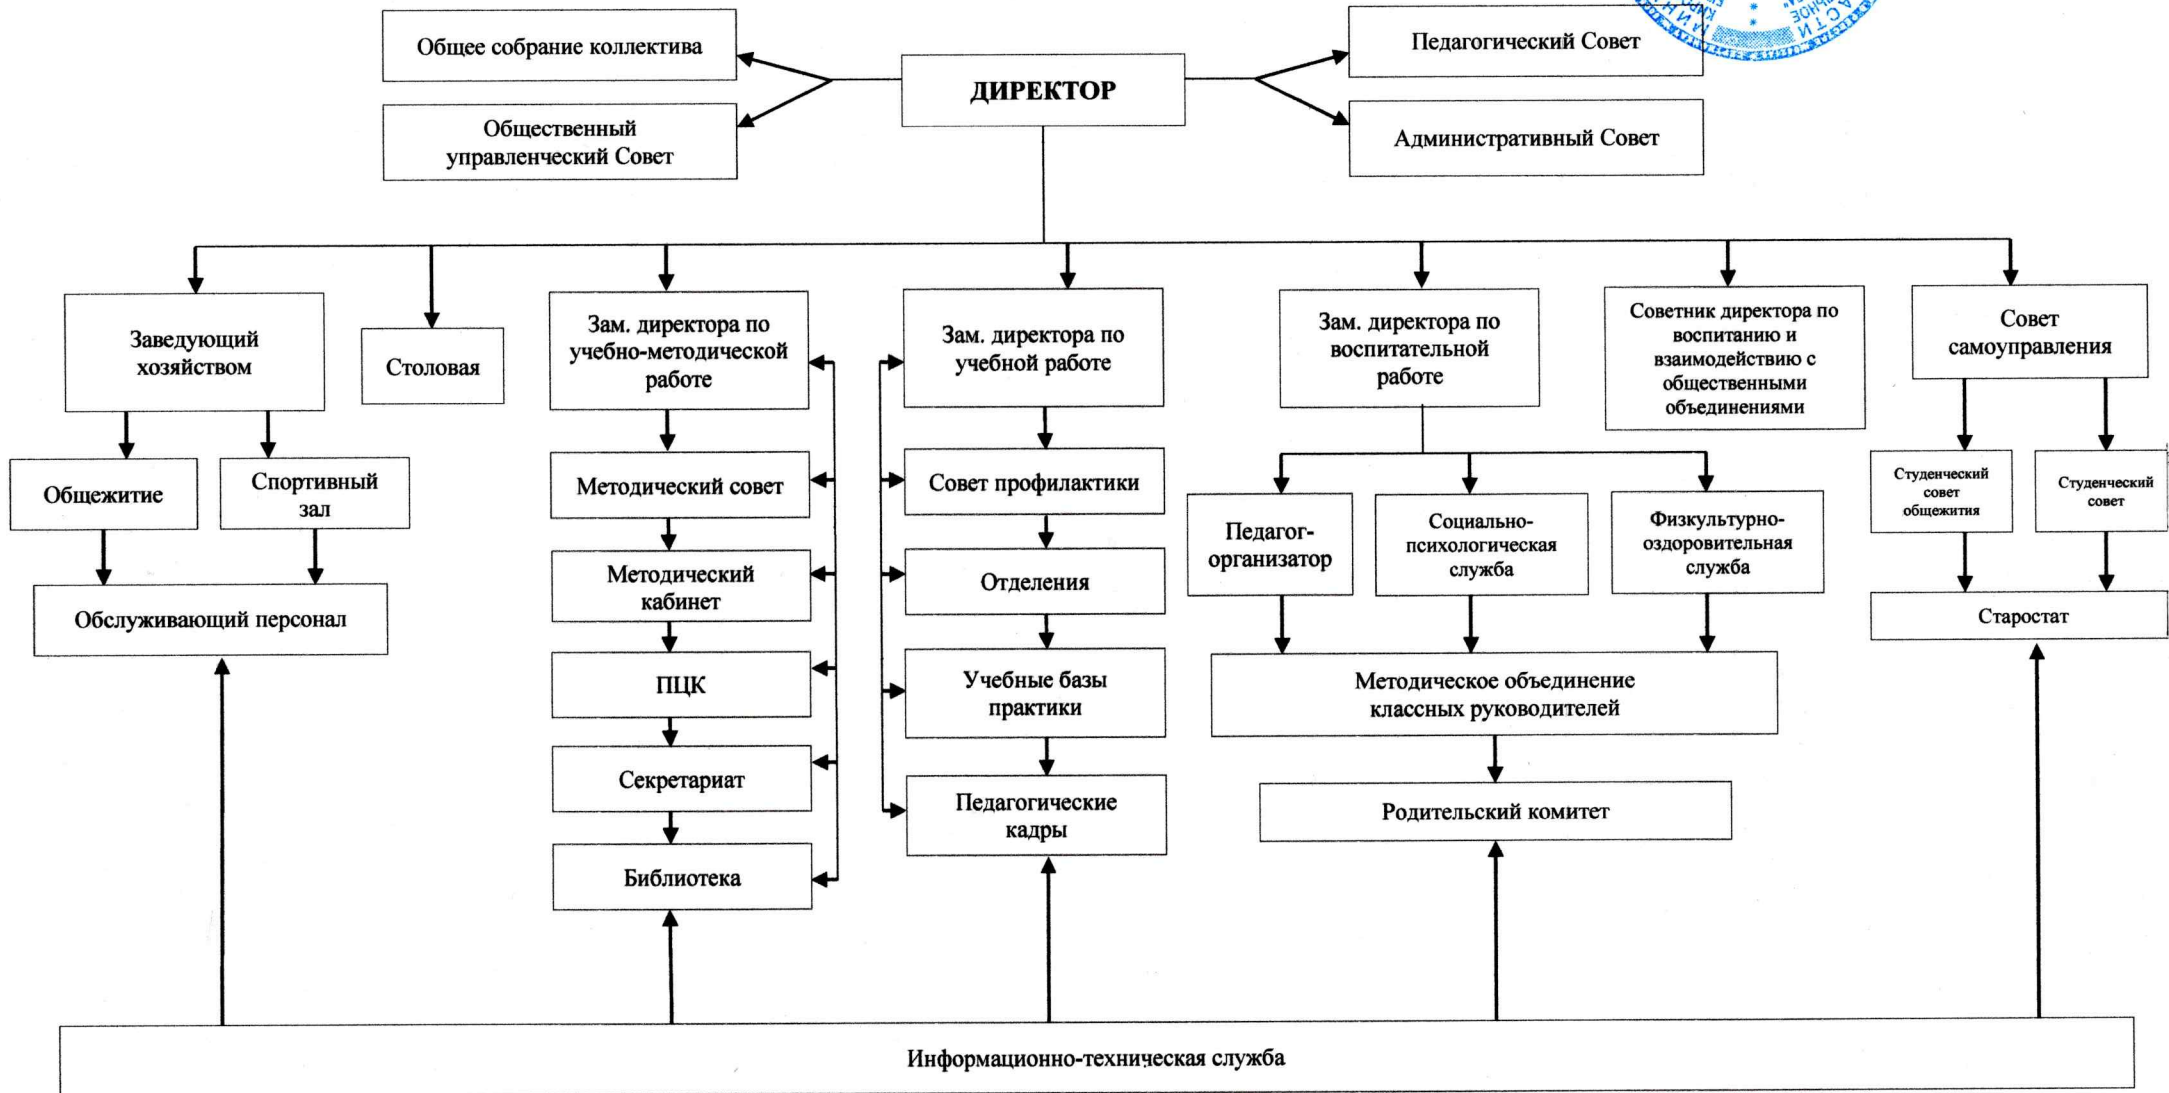 Общее собрание коллектива
Общественный
управленческий Совет
ДИРЕКТОР
Педагогический Совет
Административный Совет
Заведующий
хозяйством
Столовая
Зам. директора по
учебно-методической
работе
Зам. директора по
учебной работе
Зам. директора по
воспитательной
работе
Советник директора по
воспитанию и
взаимодействию с
общественными
объединениями
Совет
самоуправления
Общежитие
Спортивный
зал
Обслуживающий персонал
Методический совет
Методический
кабинет
ПЦК
Секретариат
Библиотека
Совет профилактики
Отделения
Учебные базы
практики
Педагогические
кадры
Педагог-
организатор
Социально-
психологическая
служба
Физкультурно-
оздоровительная
служба
Методическое объединение
классных руководителей
Родительский комитет
Студенческий
совет
общежития
Студенческий
совет
Старостат
Информационно-техническая служба